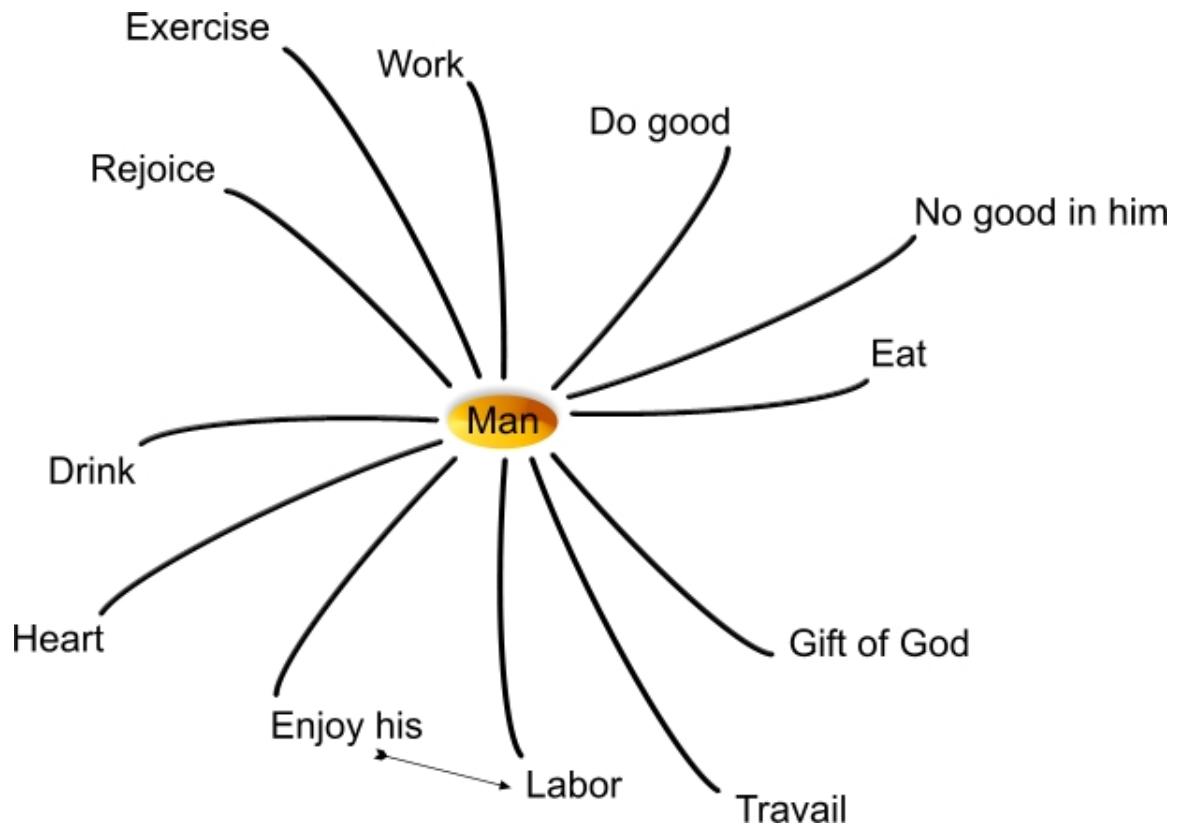 Exercise
Work
Do good
Rejoice
No good in him
Eat
Man
Drink
Heart
Gift of God
Enjoy his
Labor
Travail